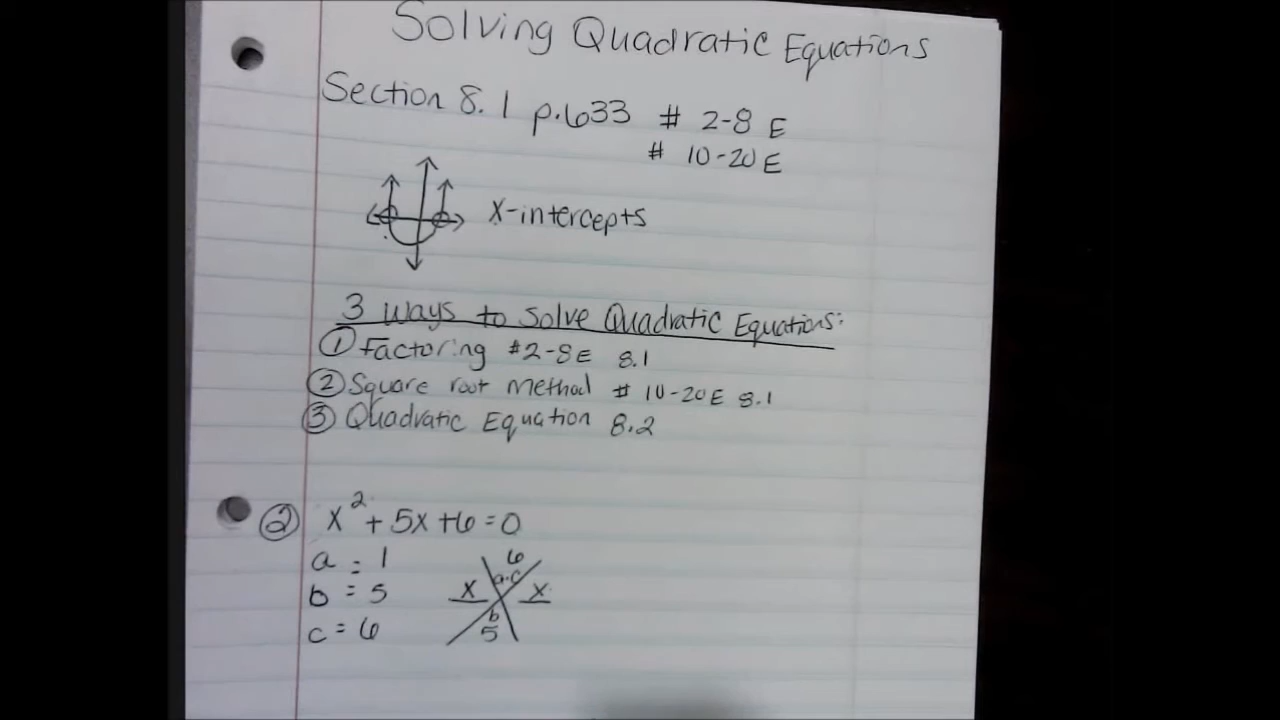 Solving Quadratic Equations
Section 8.1 p.633 # 2-8 E
# 10-20 E
X-intercepts
3 Ways to Solve Quadratic Equations:
① Factoring #2-8E 8.1
② Square root Method # 10-20E 8.1
③ Quadratic Equation 8.2
② x² + 5x + 6 = 0
a = 1
b = 5
c = 6
6
a·c
x x
b
5